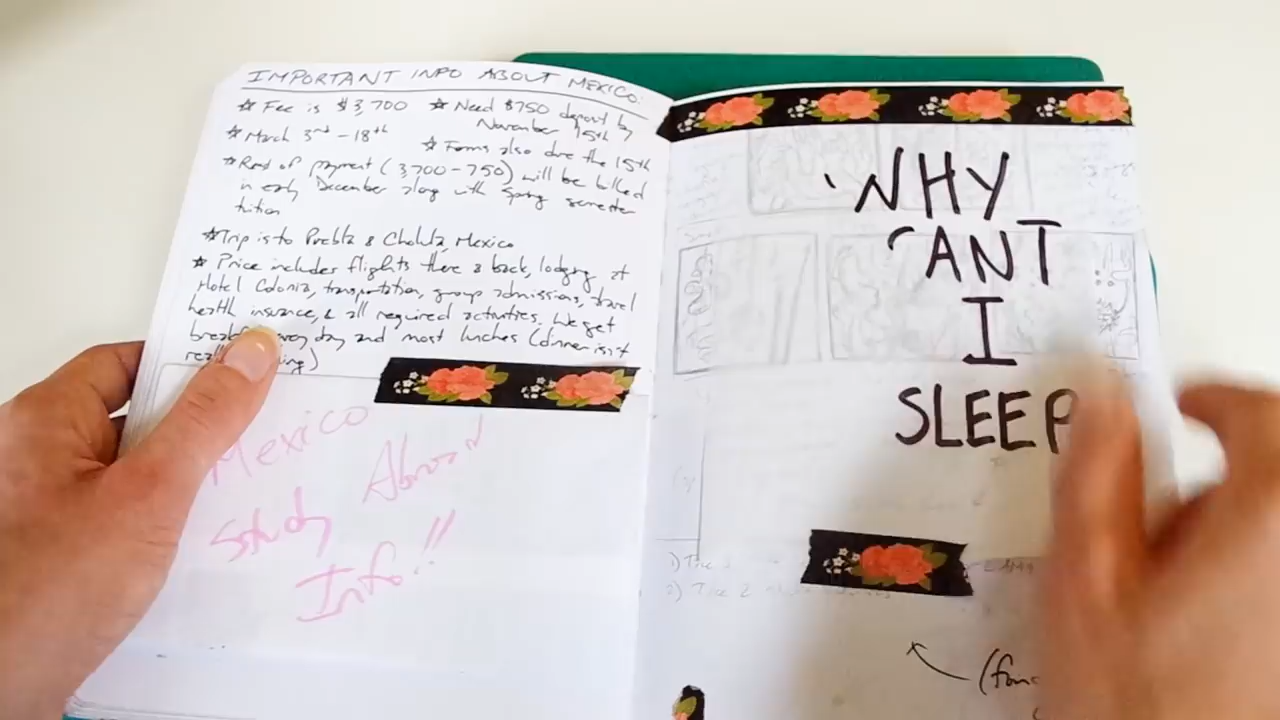 IMPORTANT INFO ABOUT MEXICO:
☆ Fee is $3,700
☆ Need $750 deposit by
November 15th
☆ March 3rd - 18th
☆ Forms also due the 15th
☆ Rest of payment (3,700 - 750) will be billed
in early December along with Spring semester
tuition
☆ Trip is to Puebla & Cholula, Mexico
☆ Price includes flights there & back, lodging at
Hotel Colonial, transportation, group admissions, travel
health insurance, & all required activities. We get
every day and most lunches (dinner isn't
Mexico
Study Abroad
Info!!
WHY
CANT
I
SLEEP